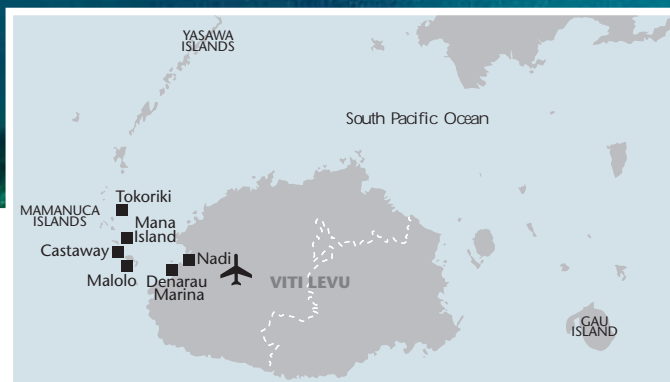 YASAWA
ISLANDS
South Pacific Ocean
Tokoriki
MAMANUCA
ISLANDS
Mana
Island
Castaway
Malolo
Nadi
Denarau
Marina
VITI LEVU
GAU
ISLAND